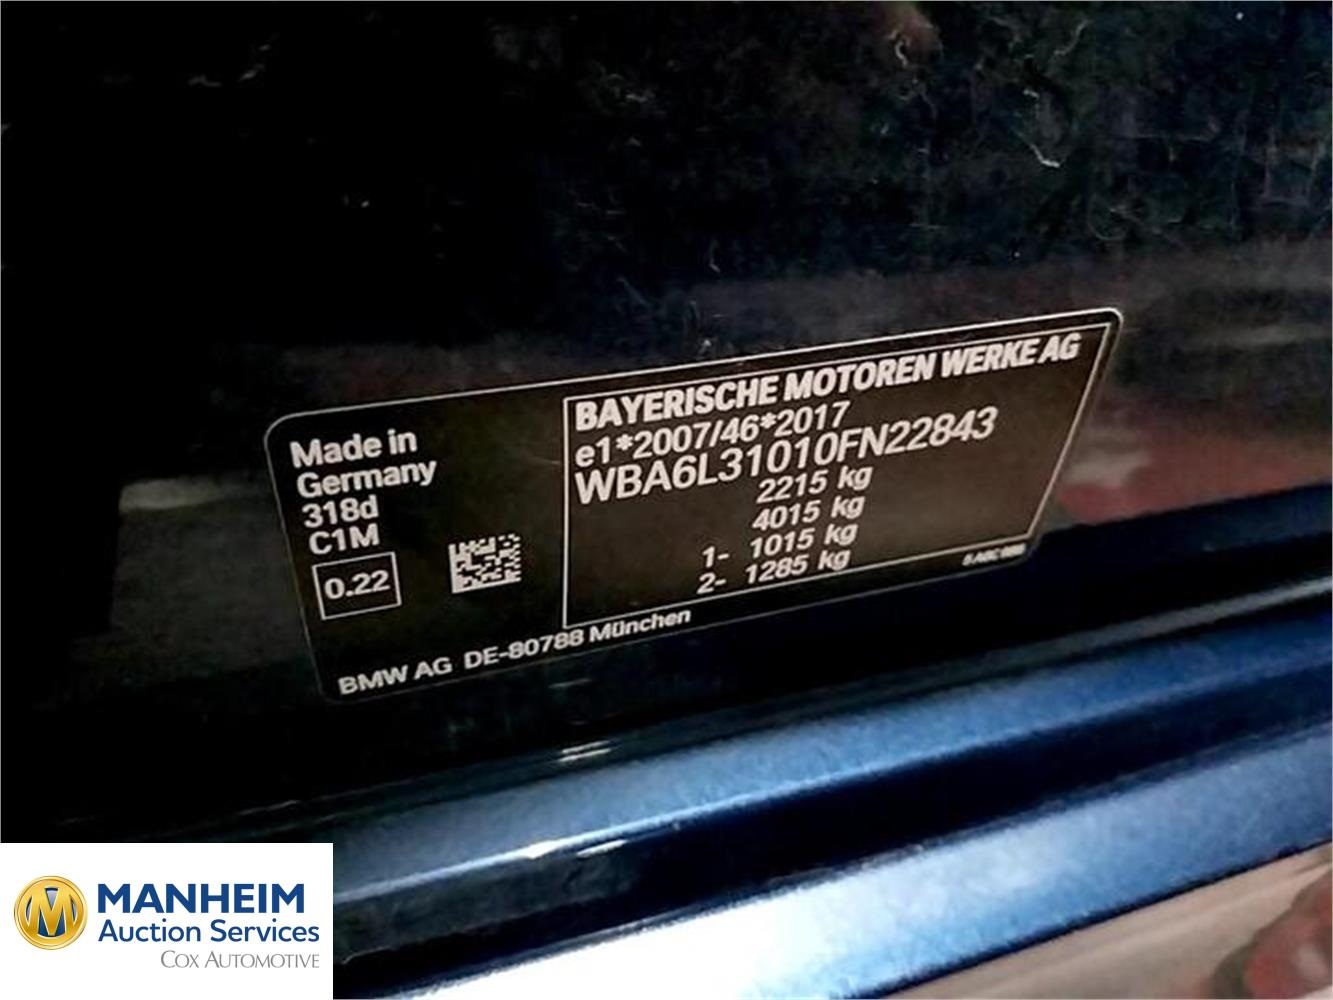 Made in
Germany
318d
C1M
0.22
BAYERISCHE MOTOREN WERKE AG
e1*2007/46*2017
WBA6L31010FN22843
2215 kg
4015 kg
1- 1015 kg
2- 1285 kg
BMW AG DE-80788 München
MANHEIM
Auction Services
COX AUTOMOTIVE